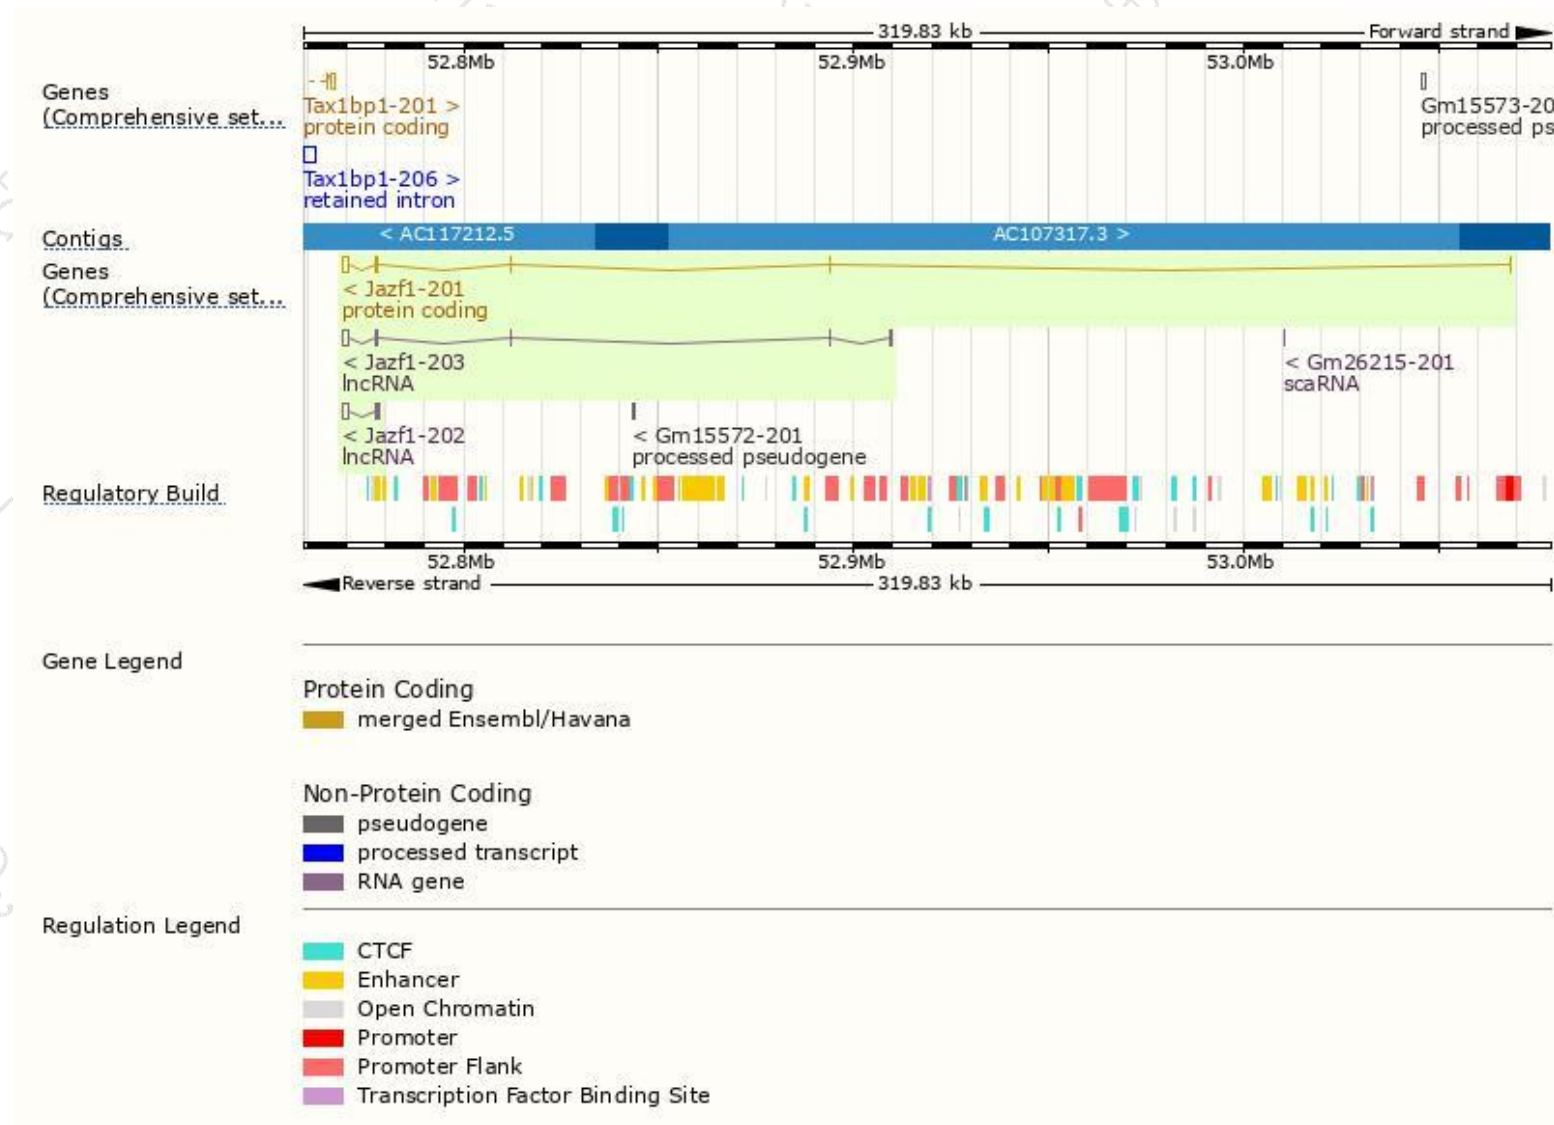 319.83 kb
Forward strand
52.8Mb 52.9Mb 53.0Mb
Genes
(Comprehensive set...
Tax1bp1-201 >
protein coding
Gm15573-20
processed ps
Tax1bp1-206 >
retained intron
Contigs
< AC117212.5
AC107317.3 >
Genes
(Comprehensive set...
< Jazf1-201
protein coding
< Jazf1-203
lncRNA
< Gm26215-201
scaRNA
< Jazf1-202
lncRNA
< Gm15572-201
processed pseudogene
Regulatory Build
52.8Mb 52.9Mb 53.0Mb
Reverse strand
319.83 kb
Gene Legend
Protein Coding
merged Ensembl/Havana
Non-Protein Coding
pseudogene
processed transcript
RNA gene
Regulation Legend
CTCF
Enhancer
Open Chromatin
Promoter
Promoter Flank
Transcription Factor Binding Site